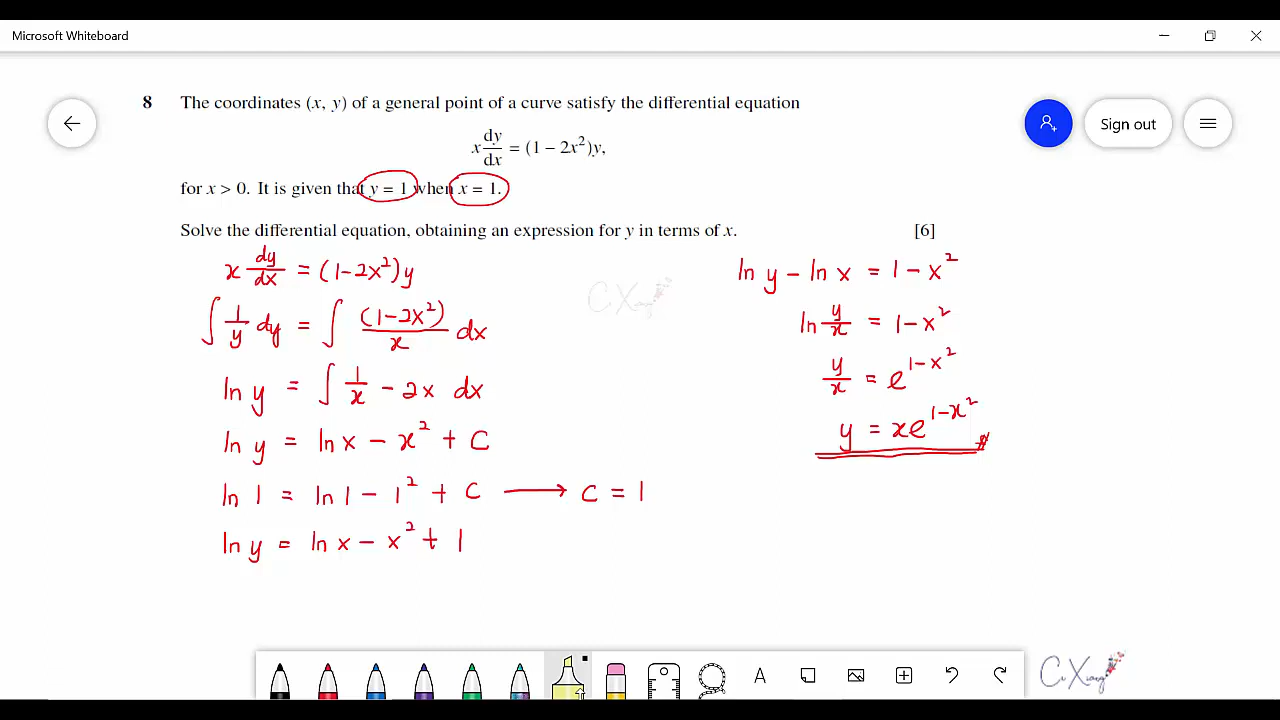 Microsoft Whiteboard
8 The coordinates (x, y) of a general point of a curve satisfy the differential equation
x dy/dx = (1 − 2x²)y,
for x > 0. It is given that y = 1 when x = 1.
Solve the differential equation, obtaining an expression for y in terms of x. [6]
x dy/dx = (1-2x²)y
∫ 1/y dy = ∫ (1-2x²)/x dx
ln y = ∫ 1/x - 2x dx
ln y = ln x - x² + C
ln 1 = ln 1 - 1² + C ⟶ C = 1
ln y = ln x - x² + 1
ln y - ln x = 1 - x²
ln y/x = 1 - x²
y/x = e^(1-x²)
y = xe^(1-x²)
Sign out
CXiang
A
CXiang